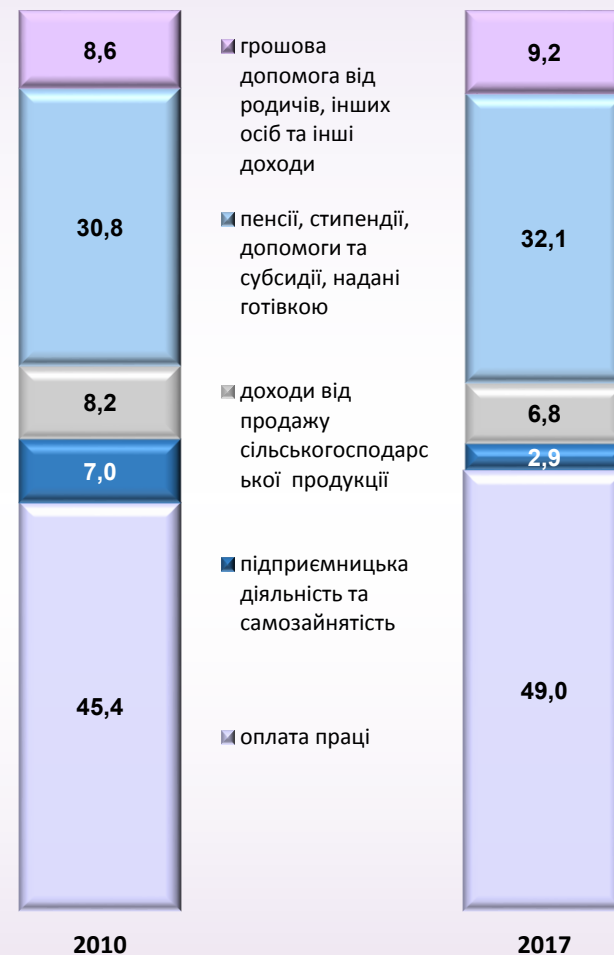 8,6
30,8
8,2
7,0
45,4
2010
грошова
допомога від
родичів, інших
осіб та інші
доходи
пенсії, стипендії,
допомоги та
субсидії, надані
готівкою
доходи від
продажу
сільськогосподарс
ької продукції
підприємницька
діяльність та
самозайнятість
оплата праці
9,2
32,1
6,8
2,9
49,0
2017